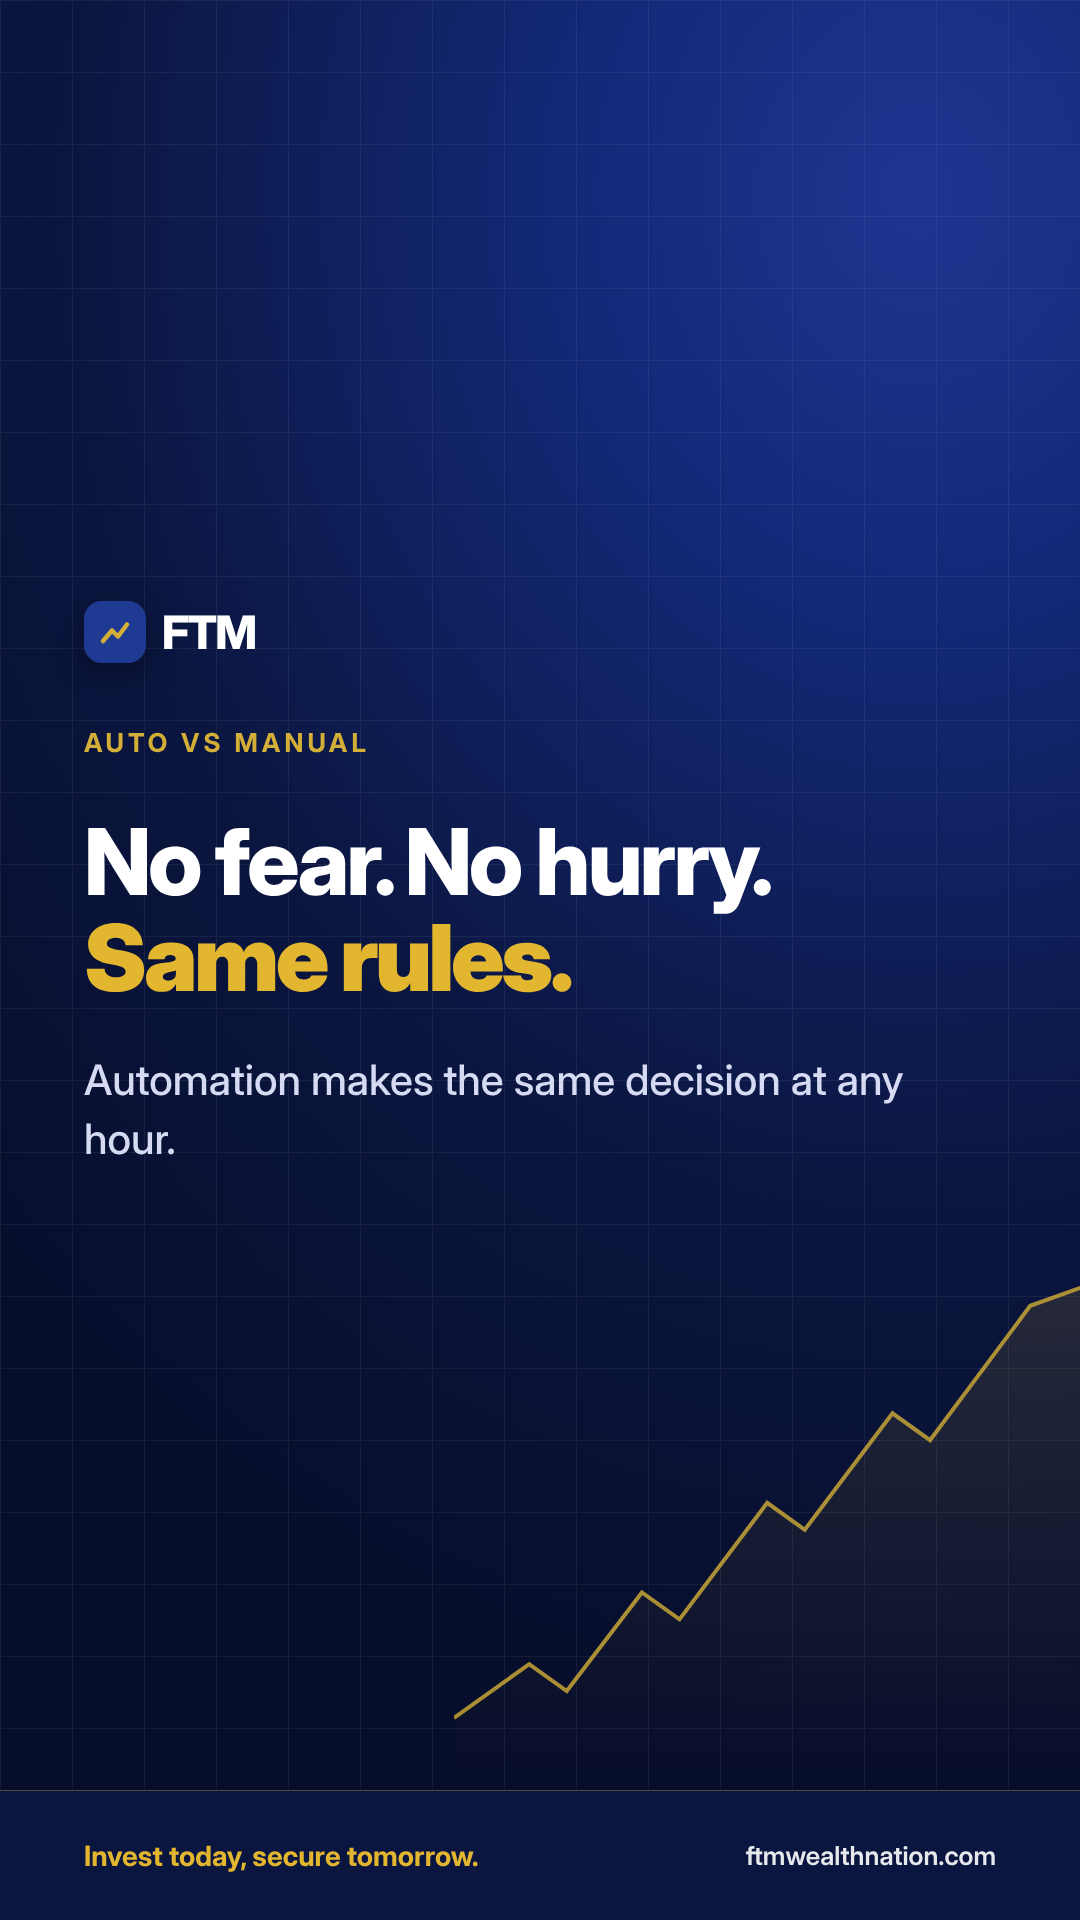 FTM
AUTO VS MANUAL
No fear. No hurry.
Same rules.
Automation makes the same decision at any
hour.
Invest today, secure tomorrow.
ftmwealthnation.com